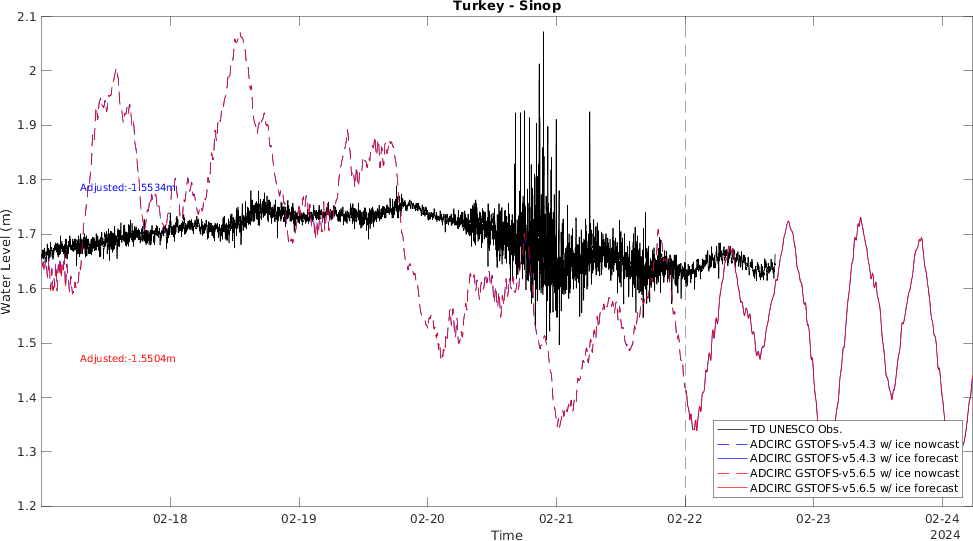 Turkey - Sinop
2.1
2
1.9
1.8
1.7
1.6
1.5
1.4
1.3
1.2
Water Level (m)
Adjusted:-1.5534m
Adjusted:-1.5504m
TD UNESCO Obs.
ADCIRC GSTOFS-v5.4.3 w/ ice nowcast
ADCIRC GSTOFS-v5.4.3 w/ ice forecast
ADCIRC GSTOFS-v5.6.5 w/ ice nowcast
ADCIRC GSTOFS-v5.6.5 w/ ice forecast
02-18 02-19 02-20 02-21 02-22 02-23 02-24
Time 2024